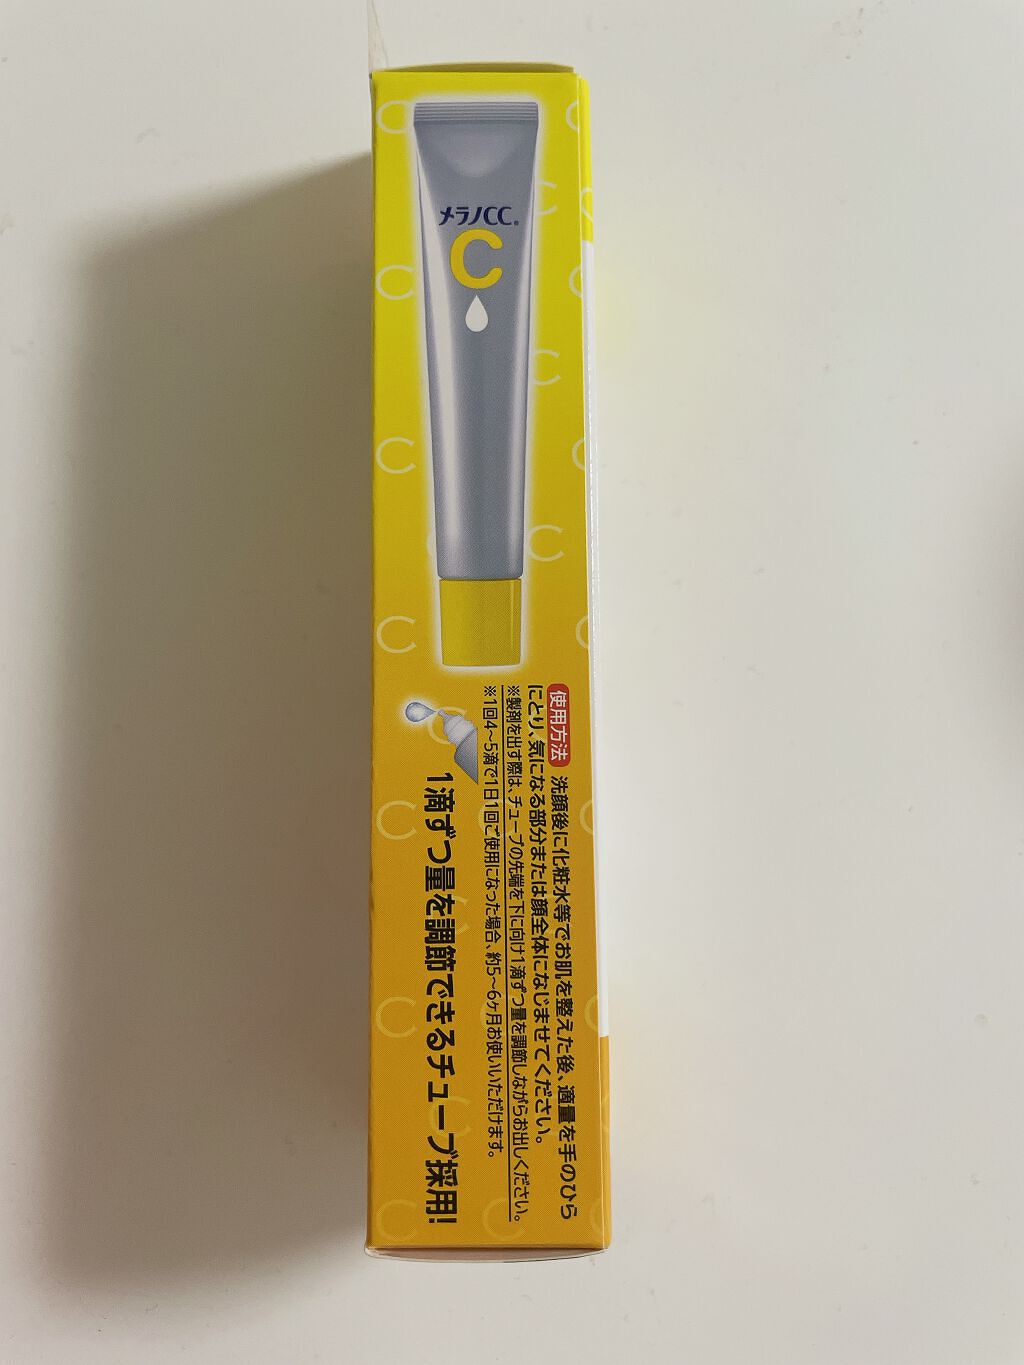 メラノCC®
C
使用方法 洗顔後に化粧水等でお肌を整えた後、適量を手のひら
にとり、気になる部分または顔全体になじませてください。
※製剤を出す際は、チューブの先端を下に向け1滴ずつ量を調節しながらお出しください。
※1回4〜5滴で1日1回ご使用になった場合、約5〜6ヶ月お使いいただけます。
1滴ずつ量を調節できるチューブ採用!